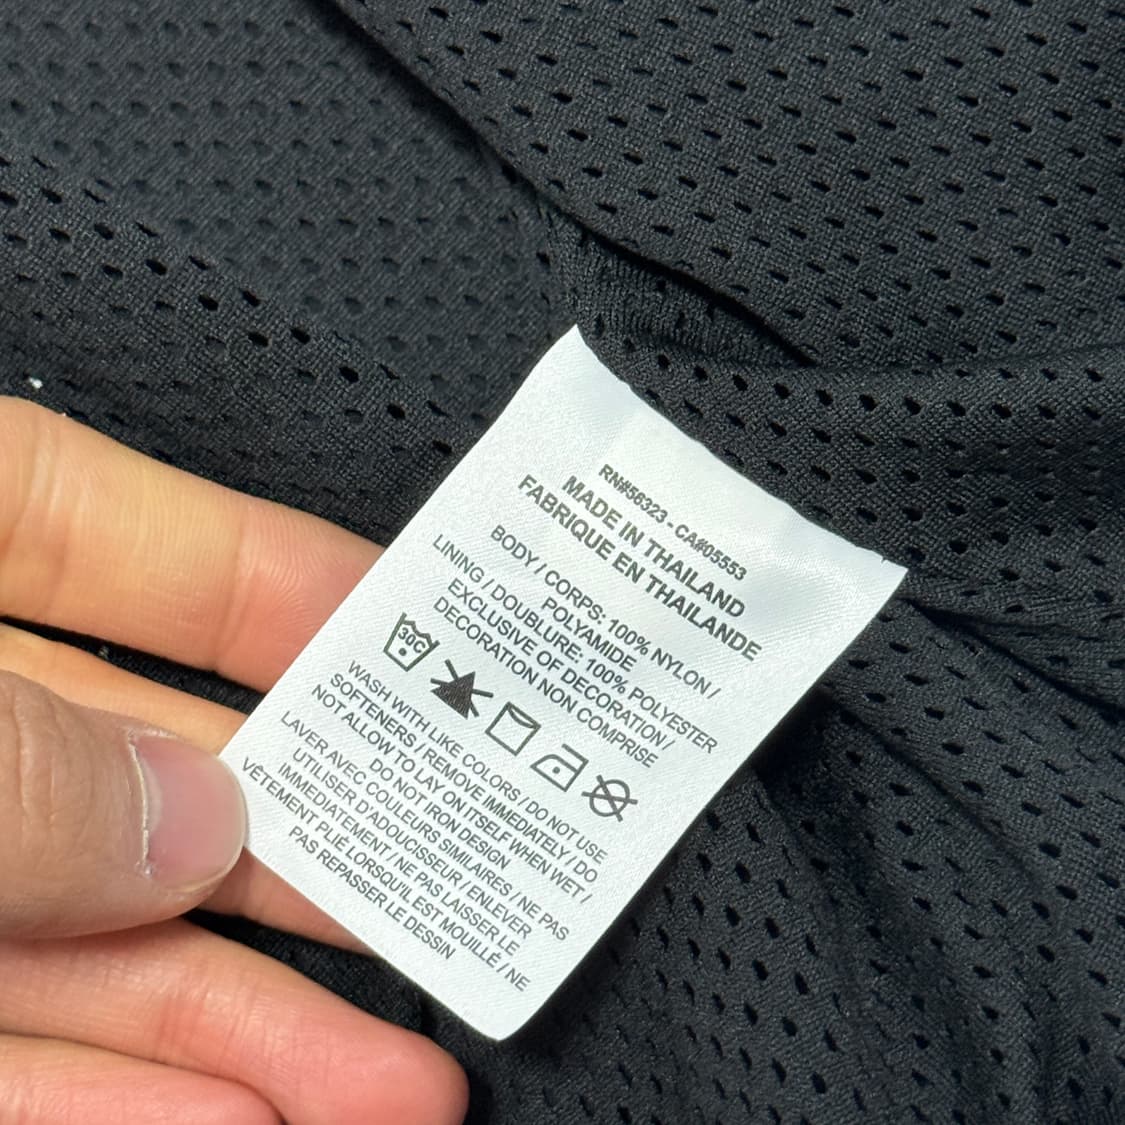 RN#56323 - CA#05553
MADE IN THAILAND
FABRIQUE EN THAILANDE
BODY / CORPS: 100% NYLON /
POLYAMIDE
LINING / DOUBLURE: 100% POLYESTER
EXCLUSIVE OF DECORATION /
DECORATION NON COMPRISE
30C
WASH WITH LIKE COLORS / DO NOT USE
SOFTENERS / REMOVE IMMEDIATELY / DO
NOT ALLOW TO LAY ON ITSELF WHEN WET /
DO NOT IRON DESIGN
LAVER AVEC COULEURS SIMILAIRES / NE PAS
UTILISER D'ADOUCISSEUR / ENLEVER
IMMEDIATEMENT / NE PAS LAISSER LE
VÊTEMENT PLIÉ LORSQU'IL EST MOUILLÉ / NE
PAS REPASSER LE DESSIN